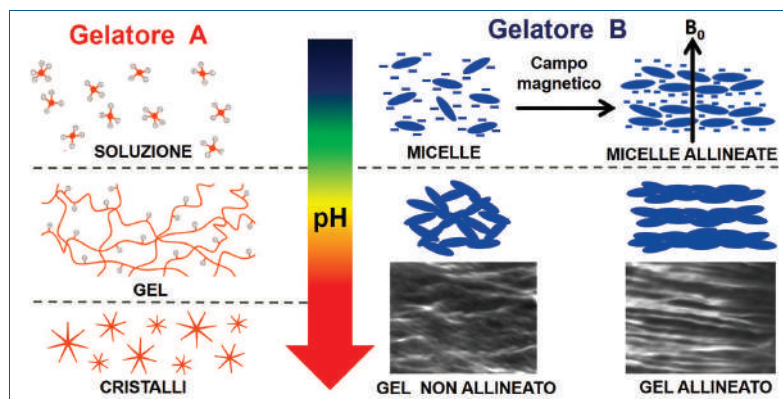 Gelatore A
Gelatore B
B₀
Campo
magnetico
SOLUZIONE
MICELLE
MICELLE ALLINEATE
pH
GEL
CRISTALLI
GEL NON ALLINEATO
GEL ALLINEATO